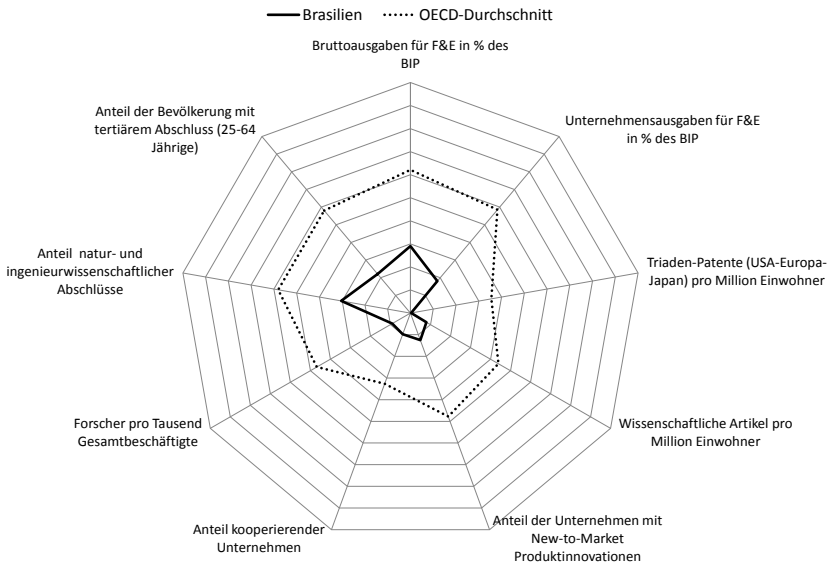 Brasilien
OECD-Durchschnitt
Bruttoausgaben für F&E in % des
BIP
Unternehmensausgaben für F&E
in % des BIP
Triaden-Patente (USA-Europa-
Japan) pro Million Einwohner
Wissenschaftliche Artikel pro
Million Einwohner
Anteil der Unternehmen mit
New-to-Market
Produktinnovationen
Anteil kooperierender
Unternehmen
Forscher pro Tausend
Gesamtbeschäftigte
Anteil natur- und
ingenieurwissenschaftlicher
Abschlüsse
Anteil der Bevölkerung mit
tertiärem Abschluss (25-64
Jährige)